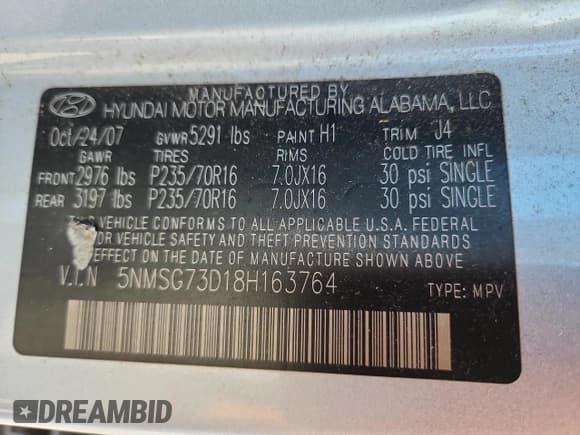 MANUFACTURED BY
HYUNDAI MOTOR MANUFACTURING ALABAMA, LLC
Oct/24/07 GVWR 5291 lbs PAINT H1 TRIM J4
GAWR TIRES RIMS COLD TIRE INFL
FRONT 2976 lbs P235/70R16 7.0JX16 30 psi SINGLE
REAR 3197 lbs P235/70R16 7.0JX16 30 psi SINGLE
VEHICLE CONFORMS TO ALL APPLICABLE U.S.A. FEDERAL
VEHICLE SAFETY AND THEFT PREVENTION STANDARDS
EFFECT ON THE DATE OF MANUFACTURE SHOWN ABOVE.
V.I.N 5NMSG73D18H163764 TYPE: MPV
DREAMBID